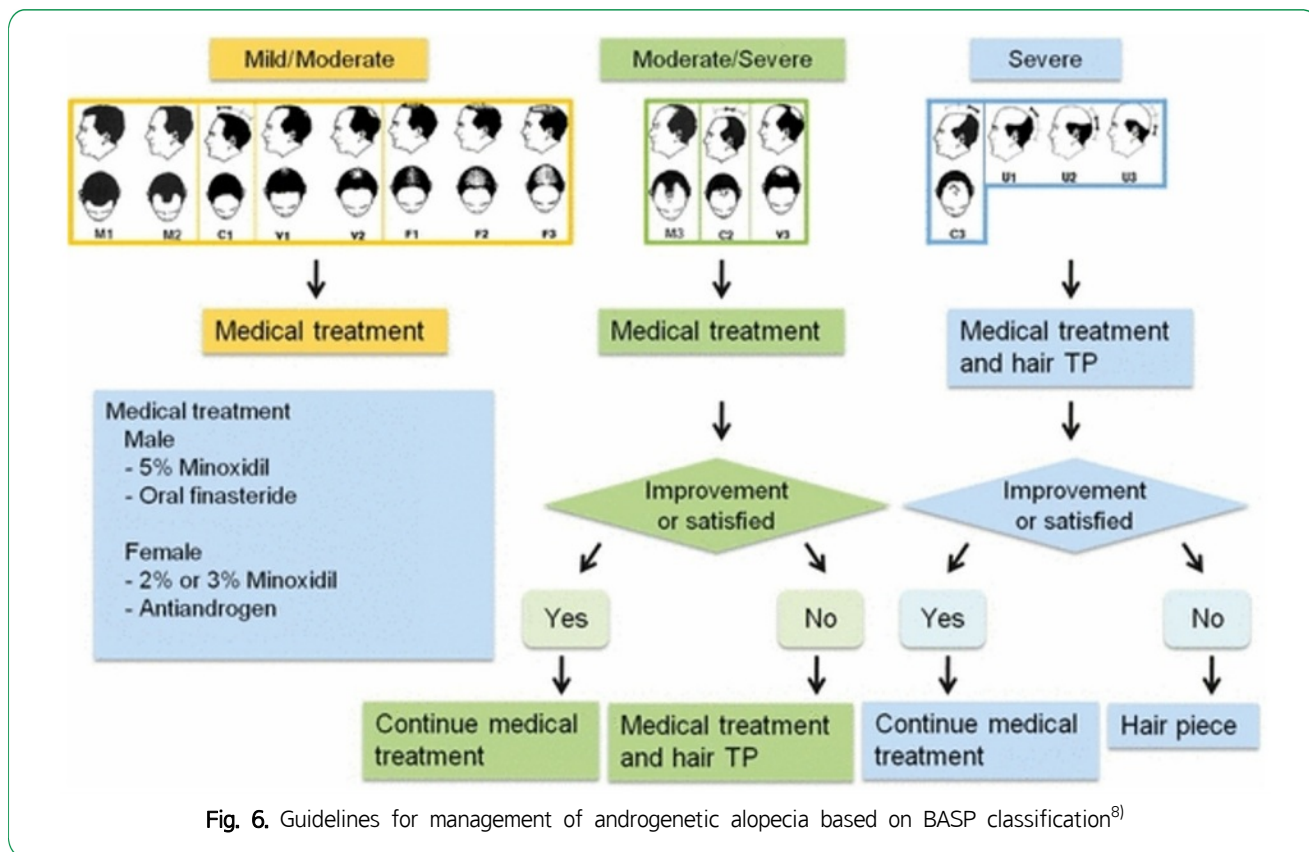 Mild/Moderate
Moderate/Severe
Severe
M1 M2 C1 V1 V2 F1 F2 F3
M3 C2 V3
U1 U2 U3
C3
Medical treatment
Medical treatment
Medical treatment
and hair TP
Medical treatment
Male
- 5% Minoxidil
- Oral finasteride
Female
- 2% or 3% Minoxidil
- Antiandrogen
Improvement
or satisfied
Improvement
or satisfied
Yes
No
Yes
No
Continue medical
treatment
Medical treatment
and hair TP
Continue medical
treatment
Hair piece
Fig. 6. Guidelines for management of androgenetic alopecia based on BASP classification8)